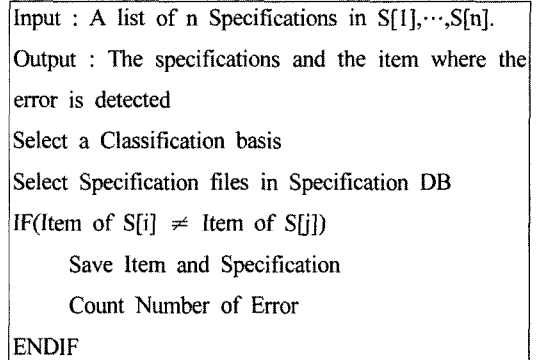 Input : A list of n Specifications in S[1],⋯,S[n].
Output : The specifications and the item where the
error is detected
Select a Classification basis
Select Specification files in Specification DB
IF(Item of S[i] ≠ Item of S[j])
Save Item and Specification
Count Number of Error
ENDIF